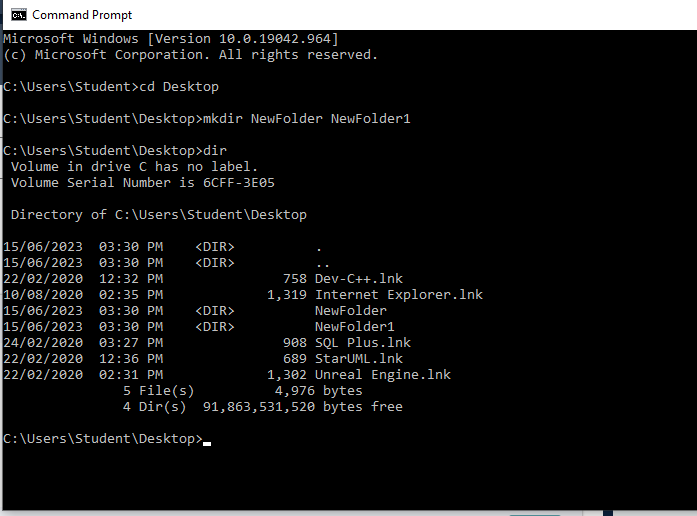 Command Prompt
Microsoft Windows [Version 10.0.19042.964]
(c) Microsoft Corporation. All rights reserved.
C:\Users\Student>cd Desktop
C:\Users\Student\Desktop>mkdir NewFolder NewFolder1
C:\Users\Student\Desktop>dir
 Volume in drive C has no label.
 Volume Serial Number is 6CFF-3E05
 Directory of C:\Users\Student\Desktop
15/06/2023  03:30 PM    <DIR>          .
15/06/2023  03:30 PM    <DIR>          ..
22/02/2020  12:32 PM               758 Dev-C++.lnk
10/08/2020  02:35 PM             1,319 Internet Explorer.lnk
15/06/2023  03:30 PM    <DIR>          NewFolder
15/06/2023  03:30 PM    <DIR>          NewFolder1
24/02/2020  03:27 PM               908 SQL Plus.lnk
22/02/2020  12:36 PM               689 StarUML.lnk
22/02/2020  02:31 PM             1,302 Unreal Engine.lnk
               5 File(s)          4,976 bytes
               4 Dir(s)  91,863,531,520 bytes free
C:\Users\Student\Desktop>